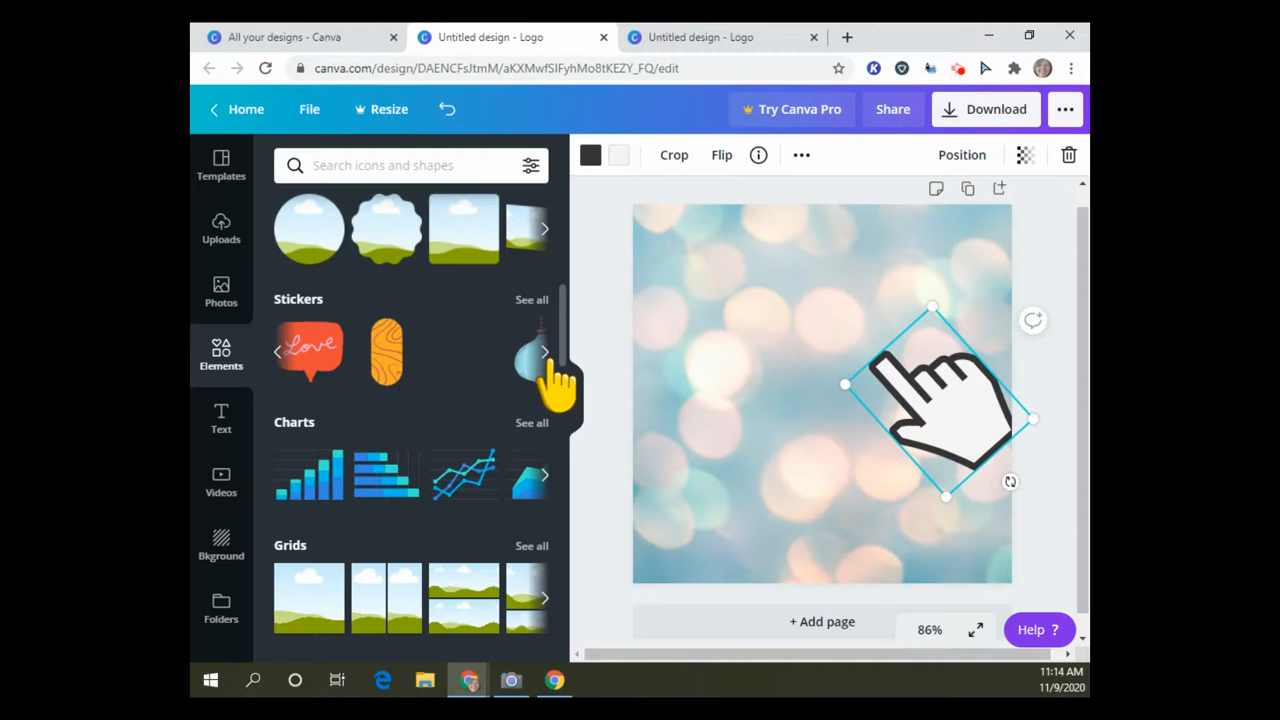 All your designs - Canva
Untitled design - Logo
Untitled design - Logo
canva.com/design/DAENCFsJtmM/aKXMwfSIFyhMo8tKEZY_FQ/edit
Home
File
Resize
Try Canva Pro
Share
Download
Search icons and shapes
Crop
Flip
Position
Templates
Uploads
Photos
Elements
Text
Videos
Bkground
Folders
Stickers
See all
Love
Charts
See all
Grids
See all
+ Add page
86%
Help ?
11:14 AM
11/9/2020